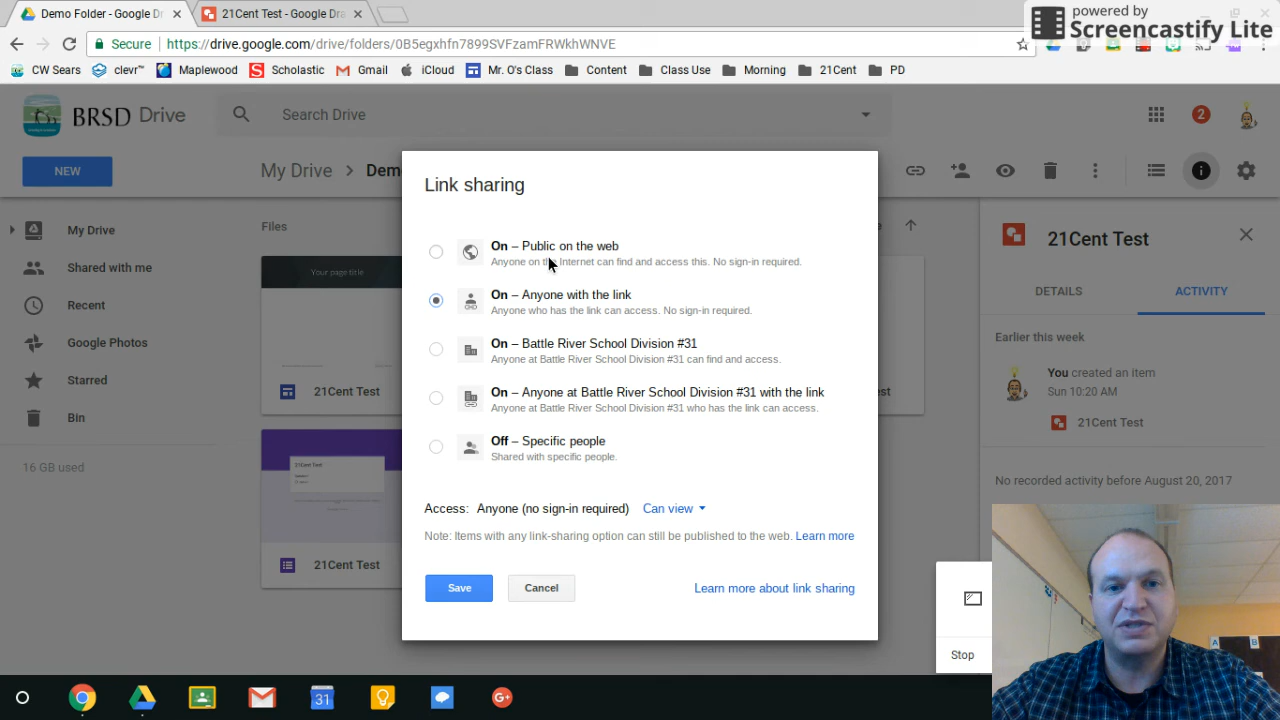 Demo Folder - Google Dr
21Cent Test - Google Dra
powered by
Screencastify Lite
Secure
https://drive.google.com/drive/folders/0B5egxhfn7899SVFzamFRWkhWNVE
CW Sears
clevr™
Maplewood
Scholastic
Gmail
iCloud
Mr. O's Class
Content
Class Use
Morning
21Cent
PD
BRSD Drive
Search Drive
2
NEW
My Drive
Dem
Link sharing
My Drive
Shared with me
Recent
Google Photos
Starred
Bin
16 GB used
Files
Your page title
21Cent Test
21Cent Test
21Cent Test
On – Public on the web
Anyone on the Internet can find and access this. No sign-in required.
On – Anyone with the link
Anyone who has the link can access. No sign-in required.
On – Battle River School Division #31
Anyone at Battle River School Division #31 can find and access.
On – Anyone at Battle River School Division #31 with the link
Anyone at Battle River School Division #31 who has the link can access.
Off – Specific people
Shared with specific people.
Access: Anyone (no sign-in required) Can view
Note: Items with any link-sharing option can still be published to the web. Learn more
Save
Cancel
Learn more about link sharing
est
21Cent Test
DETAILS
ACTIVITY
Earlier this week
You created an item
Sun 10:20 AM
21Cent Test
No recorded activity before August 20, 2017
Stop
A
B
31